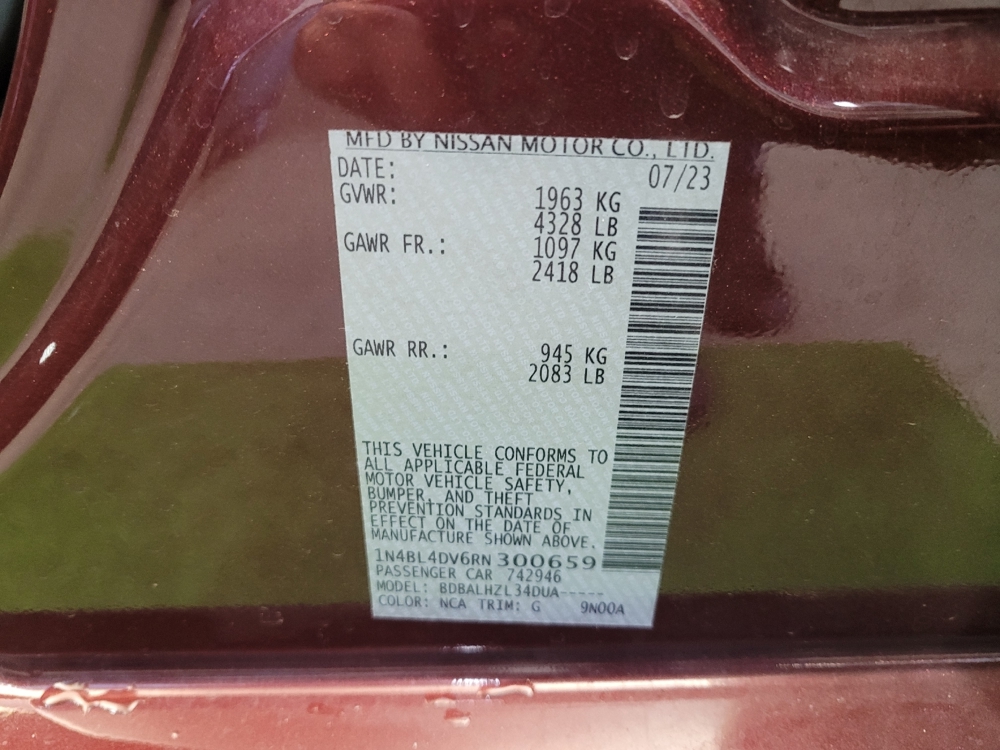 MFD BY NISSAN MOTOR CO., LTD.
DATE: 07/23
GVWR: 1963 KG
4328 LB
GAWR FR.: 1097 KG
2418 LB
GAWR RR.: 945 KG
2083 LB
THIS VEHICLE CONFORMS TO
ALL APPLICABLE FEDERAL
MOTOR VEHICLE SAFETY,
BUMPER, AND THEFT
PREVENTION STANDARDS IN
EFFECT ON THE DATE OF
MANUFACTURE SHOWN ABOVE.
1N4BL4DV6RN300659
PASSENGER CAR 742946
MODEL: BDBALHZL34DUA-----
COLOR: NCA TRIM: G 9N00A